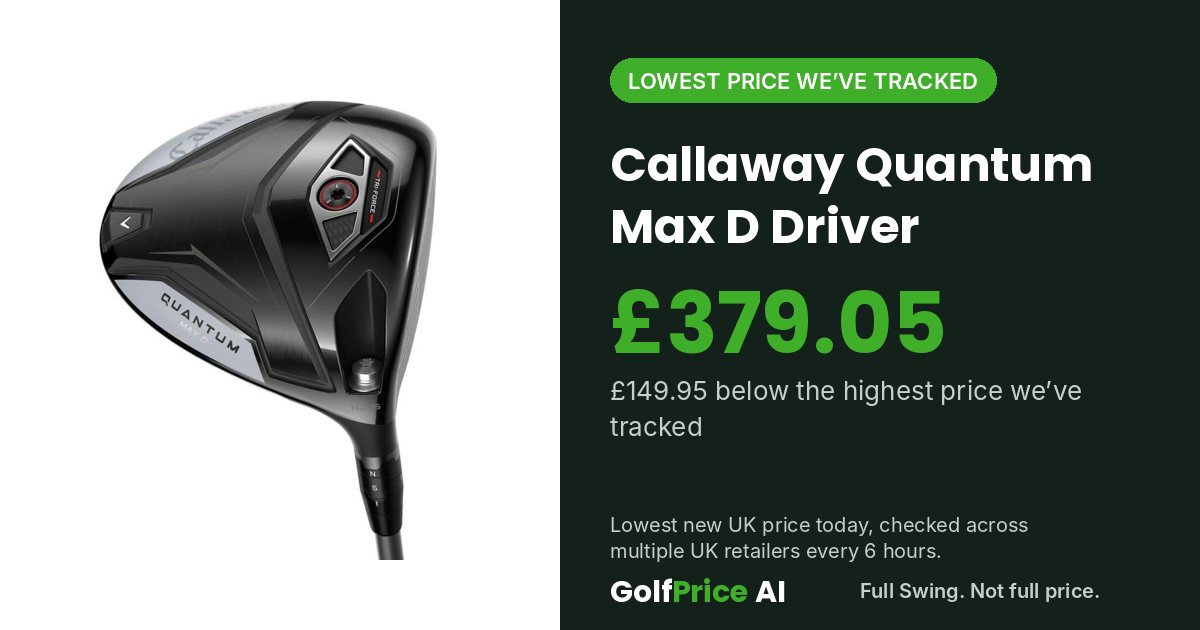 Callaway
TRI-FORCE
QUANTUM
MAX D
N
S
LOWEST PRICE WE’VE TRACKED
Callaway Quantum
Max D Driver
£379.05
£149.95 below the highest price we’ve
tracked
Lowest new UK price today, checked across
multiple UK retailers every 6 hours.
GolfPrice AI
Full Swing. Not full price.